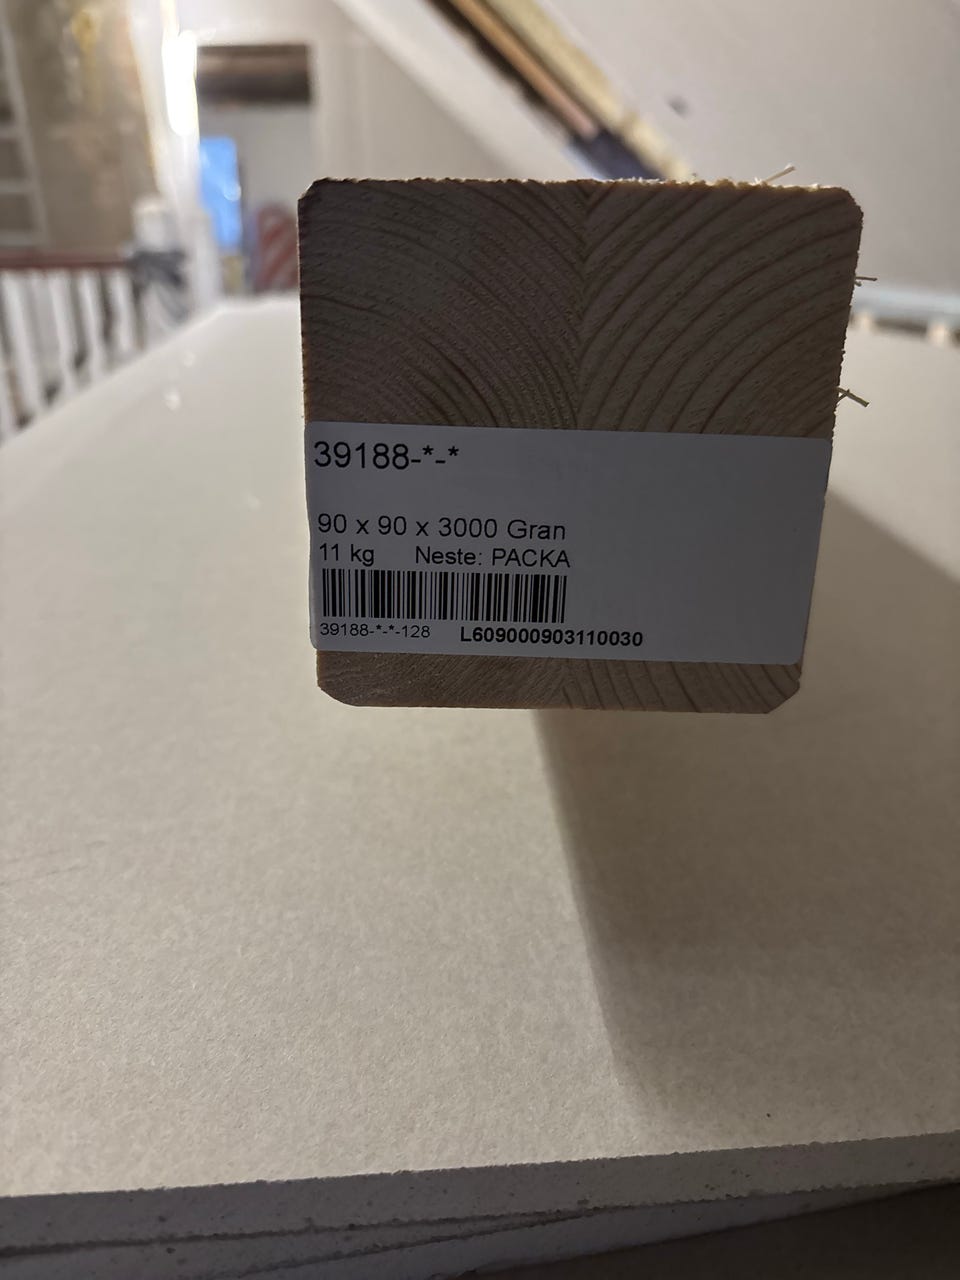 39188-*-*
90 x 90 x 3000 Gran
11 kg Neste: PACKA
39188-*-*-128 L609000903110030